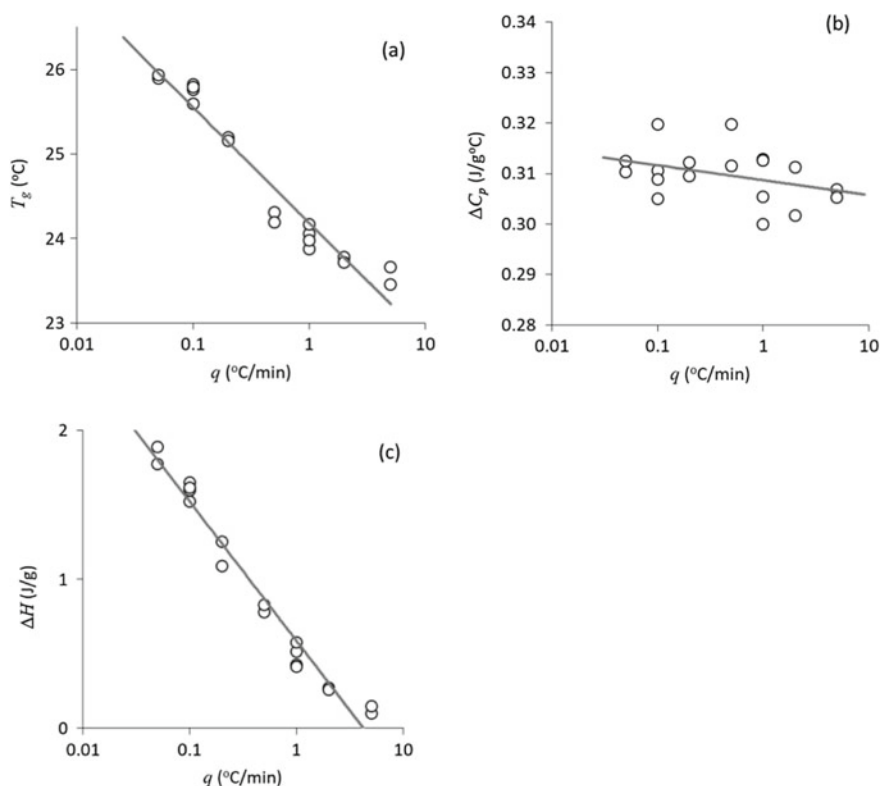 (a)
26
25
24
23
T_g (°C)
0.01 0.1 1 10
q (°C/min)
(b)
0.34
0.33
0.32
0.31
0.30
0.29
0.28
ΔC_p (J/g°C)
0.01 0.1 1 10
q (°C/min)
(c)
2
1
0
ΔH (J/g)
0.01 0.1 1 10
q (°C/min)